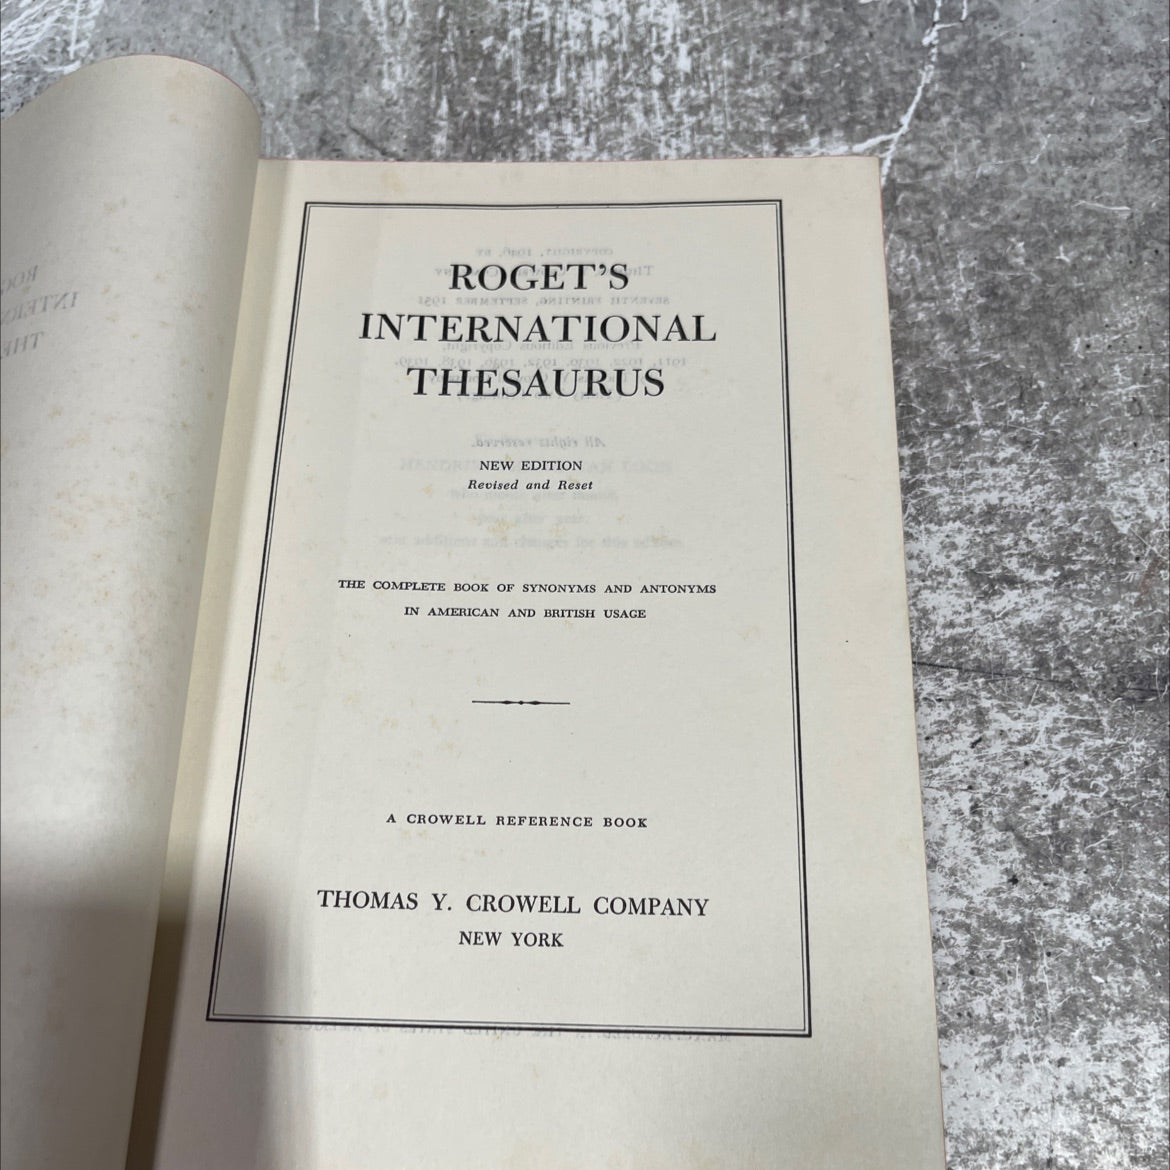 ROGET'S
INTERNATIONAL
THESAURUS
NEW EDITION
Revised and Reset
THE COMPLETE BOOK OF SYNONYMS AND ANTONYMS
IN AMERICAN AND BRITISH USAGE
A CROWELL REFERENCE BOOK
THOMAS Y. CROWELL COMPANY
NEW YORK